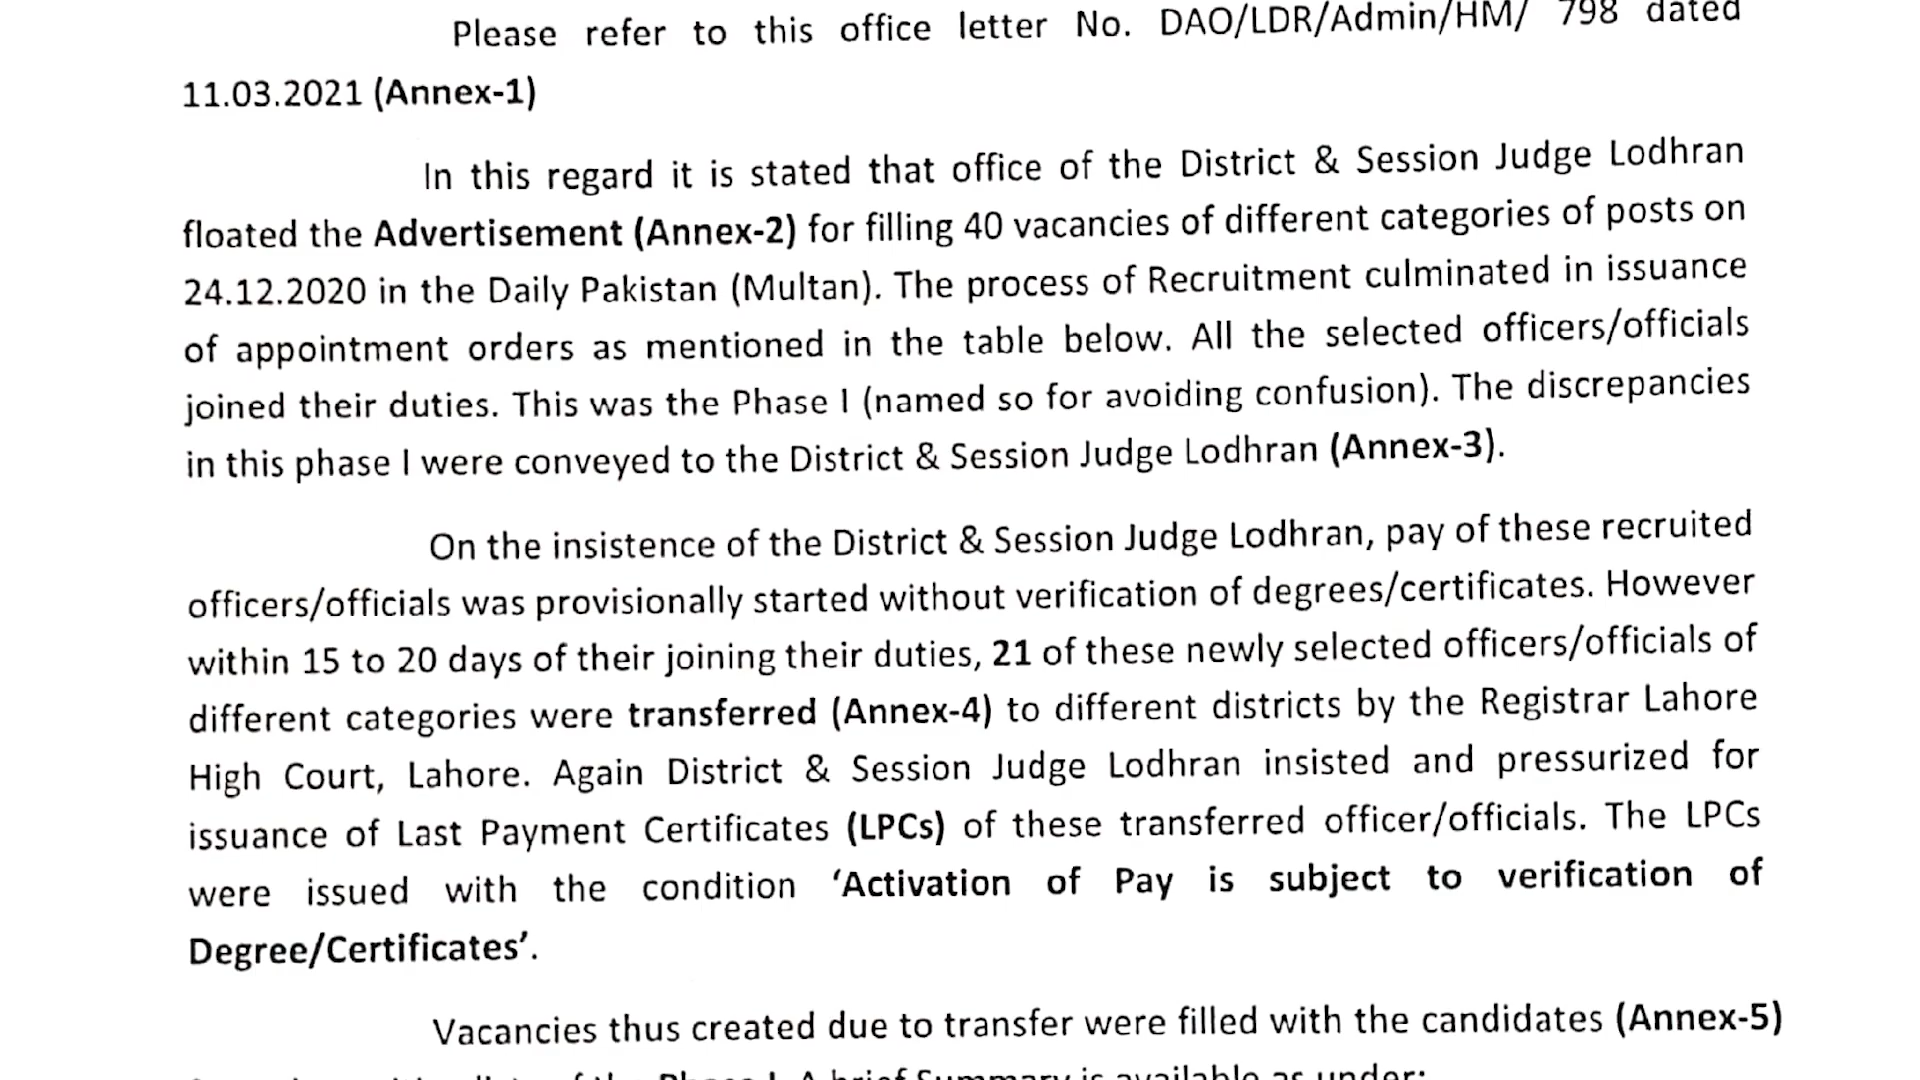 Please refer to this office letter No. DAO/LDR/Admin/HM/ 798 dated
11.03.2021 (Annex-1)
In this regard it is stated that office of the District & Session Judge Lodhran
floated the Advertisement (Annex-2) for filling 40 vacancies of different categories of posts on
24.12.2020 in the Daily Pakistan (Multan). The process of Recruitment culminated in issuance
of appointment orders as mentioned in the table below. All the selected officers/officials
joined their duties. This was the Phase I (named so for avoiding confusion). The discrepancies
in this phase I were conveyed to the District & Session Judge Lodhran (Annex-3).
On the insistence of the District & Session Judge Lodhran, pay of these recruited
officers/officials was provisionally started without verification of degrees/certificates. However
within 15 to 20 days of their joining their duties, 21 of these newly selected officers/officials of
different categories were transferred (Annex-4) to different districts by the Registrar Lahore
High Court, Lahore. Again District & Session Judge Lodhran insisted and pressurized for
issuance of Last Payment Certificates (LPCs) of these transferred officer/officials. The LPCs
were issued with the condition ‘Activation of Pay is subject to verification of
Degree/Certificates’.
Vacancies thus created due to transfer were filled with the candidates (Annex-5)
of the Phase I. A brief Summary is available as under: